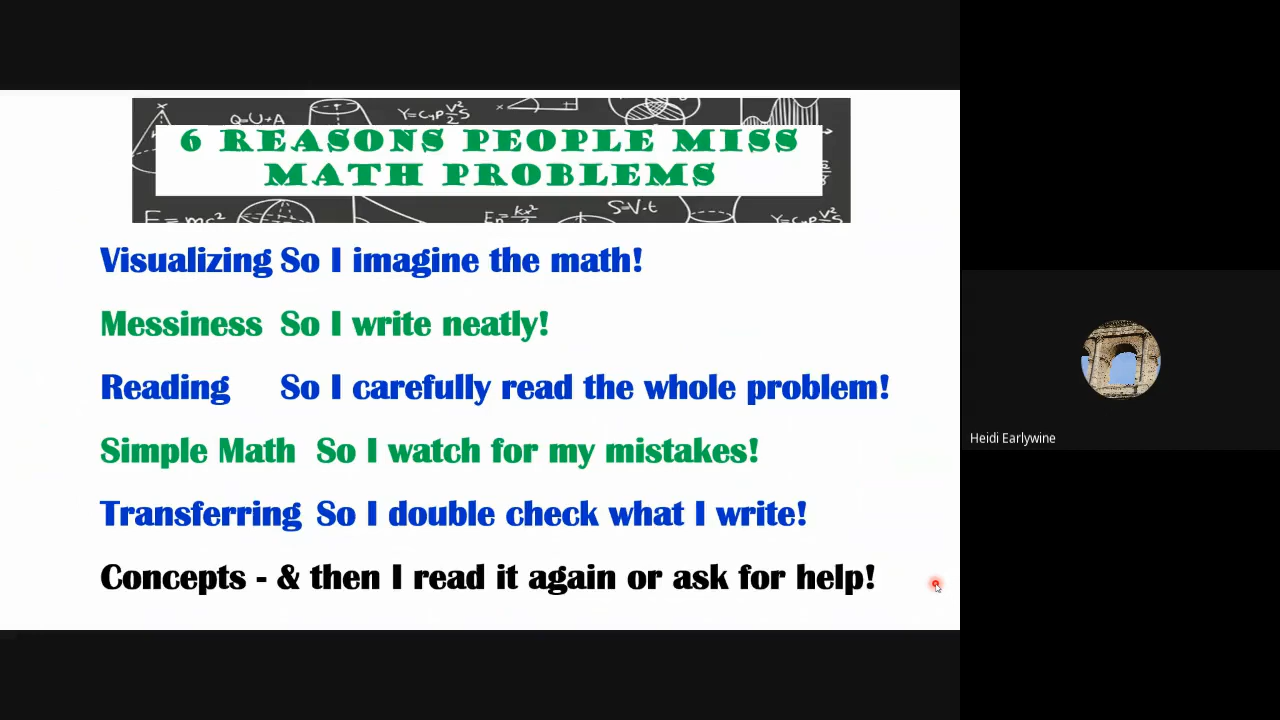 Q=U+A
6 REASONS PEOPLE MISS
MATH PROBLEMS
E=mc²
S=V·t
Visualizing So I imagine the math!
Messiness So I write neatly!
Reading So I carefully read the whole problem!
Simple Math So I watch for my mistakes!
Transferring So I double check what I write!
Concepts - & then I read it again or ask for help!
Heidi Earlywine